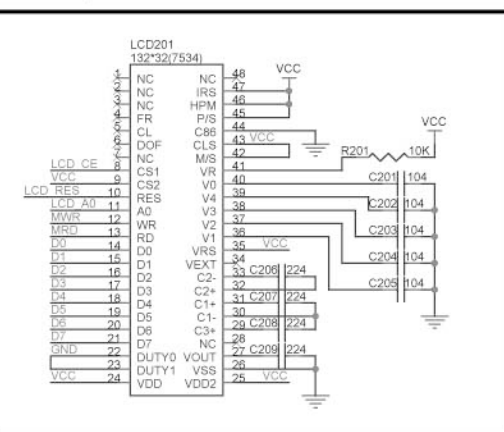 LCD201
132*32(7534)
1 NC NC 48 VCC
2 NC IRS 47
3 NC HPM 46
4 FR P/S 45 VCC
5 CL C86 44
6 DOF CLS 43 VCC
7 NC M/S 42 R201 10K
LCD_CE 8 CS1 VR 41
VCC 9 CS2 V0 40 C201 104
LCD_RES 10 RES V4 39 C202 104
LCD_A0 11 A0 V3 38
MWR 12 WR V2 37 C203 104
MRD 13 RD V1 36
D0 14 D0 VRS 35 VCC C204 104
D1 15 D1 VEXT 34
D2 16 D2 C2- 33 C206 224 C205 104
D3 17 D3 C2+ 32
D4 18 D4 C1+ 31 C207 224
D5 19 D5 C1- 30
D6 20 D6 C3+ 29 C208 224
D7 21 D7 NC 28
GND 22 DUTY0 VOUT 27 C209 224
23 DUTY1 VSS 26
VCC 24 VDD VDD2 25 VCC